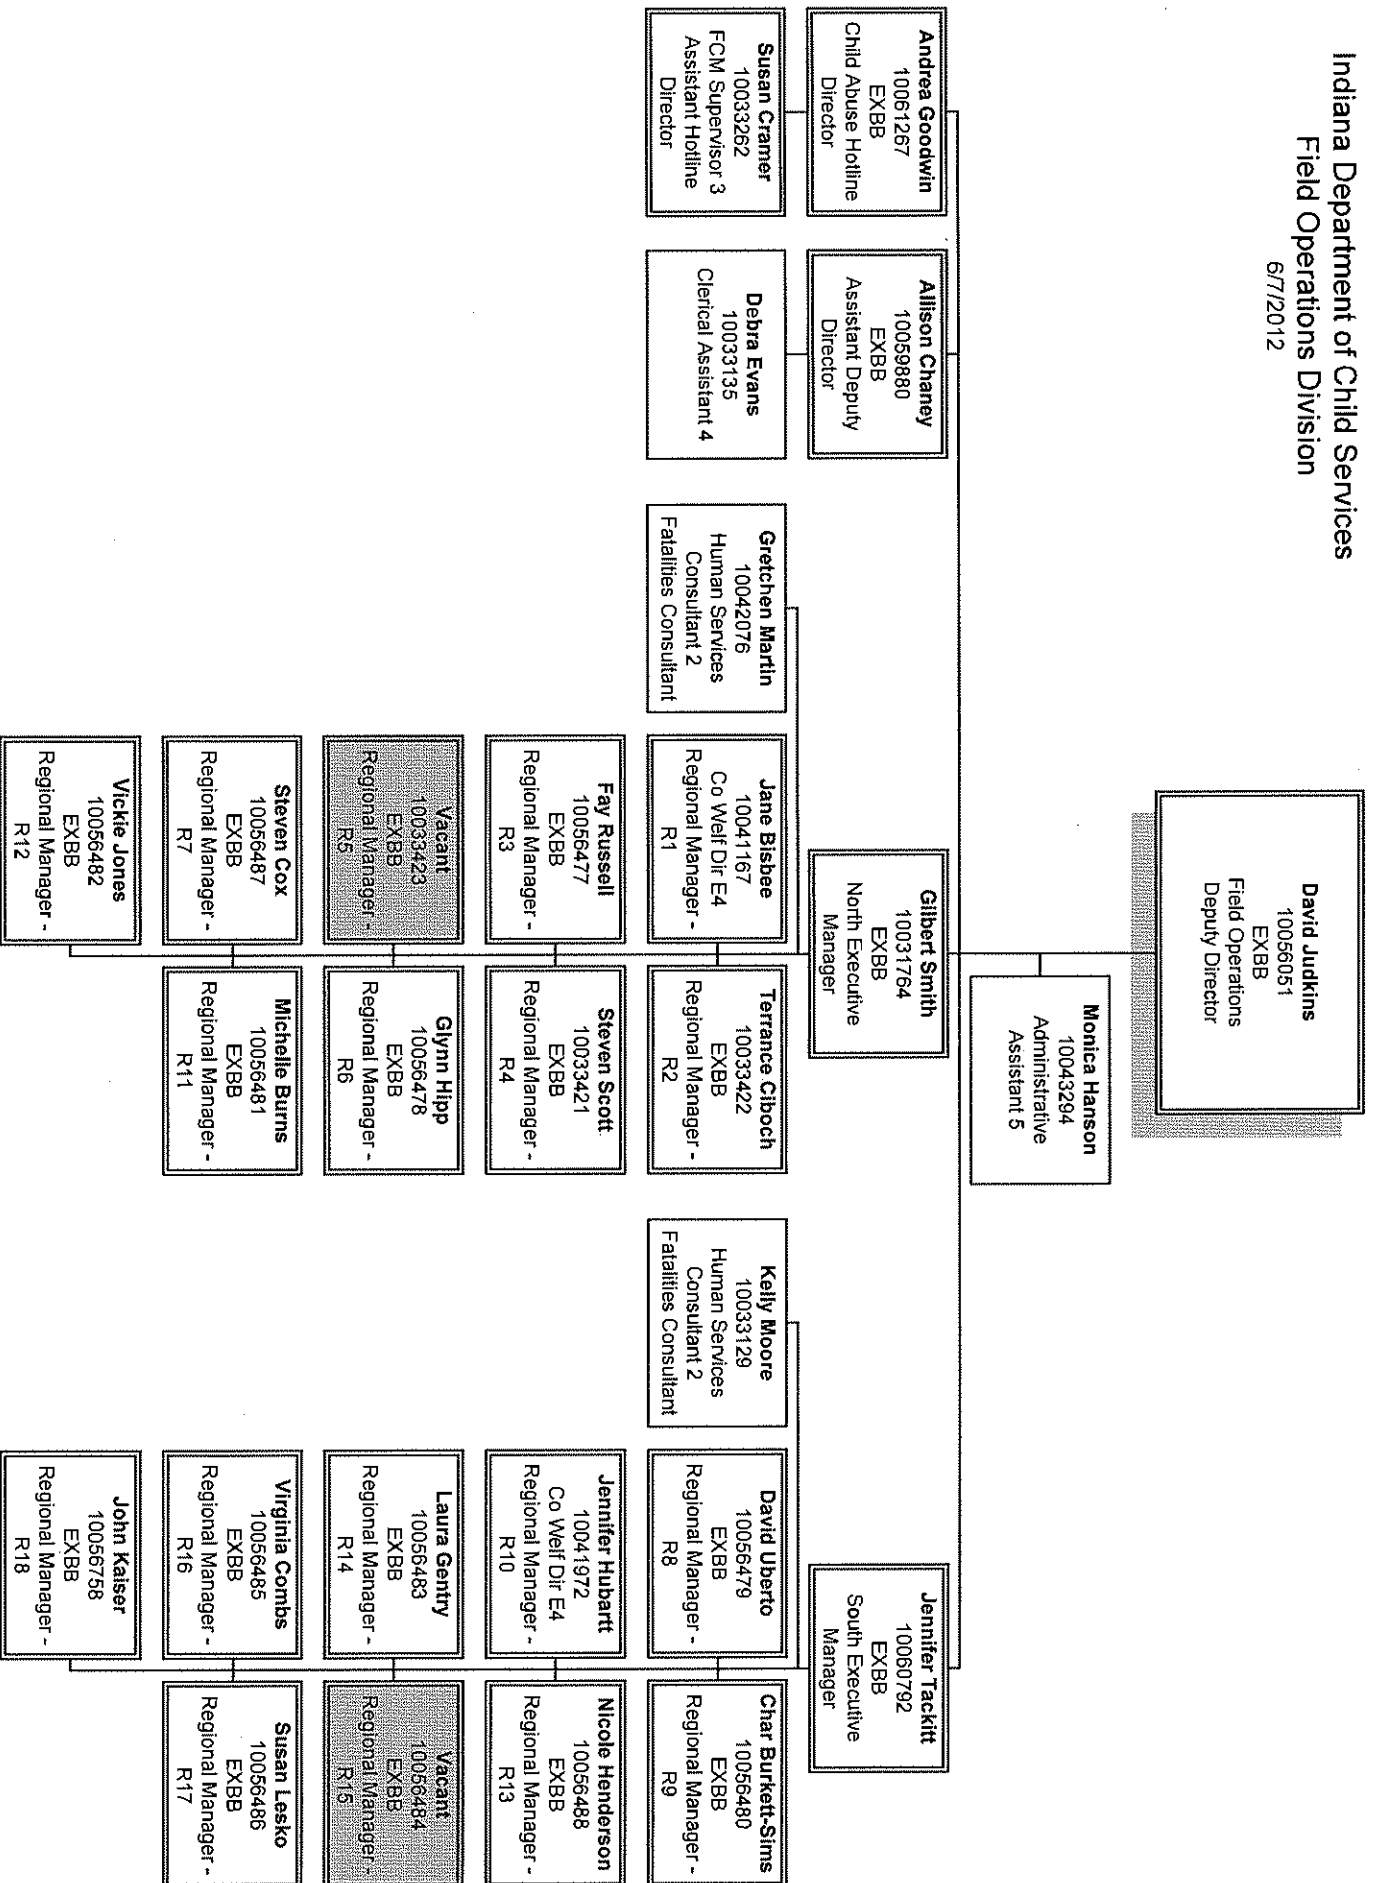 Indiana Department of Child Services
Field Operations Division
6/7/2012
David Judkins
10056051
EXBB
Field Operations
Deputy Director
Monica Hanson
10043294
Administrative
Assistant 5
Andrea Goodwin
10061267
EXBB
Child Abuse Hotline
Director
Allison Chaney
10059880
EXBB
Assistant Deputy
Director
Gilbert Smith
10031764
EXBB
North Executive
Manager
Jennifer Tackitt
10060792
EXBB
South Executive
Manager
Susan Cramer
10033262
FCM Supervisor 3
Assistant Hotline
Director
Debra Evans
10033135
Clerical Assistant 4
Gretchen Martin
10042076
Human Services
Consultant 2
Fatalities Consultant
Jane Bisbee
10041167
Co Welf Dir E4
Regional Manager -
R1
Terrance Ciboch
10033422
EXBB
Regional Manager -
R2
Kelly Moore
10033129
Human Services
Consultant 2
Fatalities Consultant
David Uberto
10056479
EXBB
Regional Manager -
R8
Char Burkett-Sims
10056480
EXBB
Regional Manager -
R9
Fay Russell
10056477
EXBB
Regional Manager -
R3
Steven Scott
10033421
EXBB
Regional Manager -
R4
Jennifer Hubartt
10041972
Co Welf Dir E4
Regional Manager -
R10
Nicole Henderson
10056488
EXBB
Regional Manager -
R13
Vacant
10033423
EXBB
Regional Manager -
R5
Glynn Hipp
10056478
EXBB
Regional Manager -
R6
Laura Gentry
10056483
EXBB
Regional Manager -
R14
Vacant
10056484
EXBB
Regional Manager -
R15
Steven Cox
10056487
EXBB
Regional Manager -
R7
Michelle Burns
10056481
EXBB
Regional Manager -
R11
Virginia Combs
10056485
EXBB
Regional Manager -
R16
Susan Lesko
10056486
EXBB
Regional Manager -
R17
Vickie Jones
10056482
EXBB
Regional Manager -
R12
John Kaiser
10056758
EXBB
Regional Manager -
R18